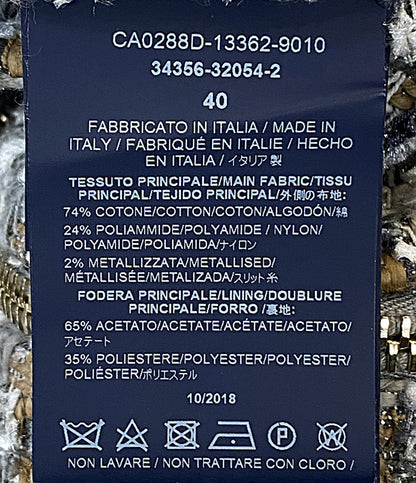 CA0288D-13362-9010
34356-32054-2
40
FABBRICATO IN ITALIA / MADE IN
ITALY / FABRIQUÉ EN ITALIE / HECHO
EN ITALIA / イタリア製
TESSUTO PRINCIPALE/MAIN FABRIC/TISSU
PRINCIPAL/TEJIDO PRINCIPAL/外側の布地:
74% COTONE/COTTON/COTON/ALGODÓN/綿
24% POLIAMMIDE/POLYAMIDE / NYLON/
POLYAMIDE/POLIAMIDA/ナイロン
2% METALLIZZATA/METALLISED/
MÉTALLISÉE/METALIZADA/スリット糸
FODERA PRINCIPALE/LINING/DOUBLURE
PRINCIPALE/FORRO /裏地:
65% ACETATO/ACETATE/ACÉTATE/ACETATO/
アセテート
35% POLIESTERE/POLYESTER/POLYESTER/
POLIÉSTER/ポリエステル
10/2018
P W
NON LAVARE / NON TRATTARE CON CLORO /